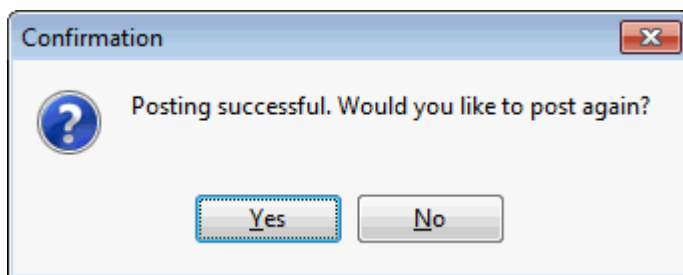 Confirmation
Posting successful. Would you like to post again?
Yes
No